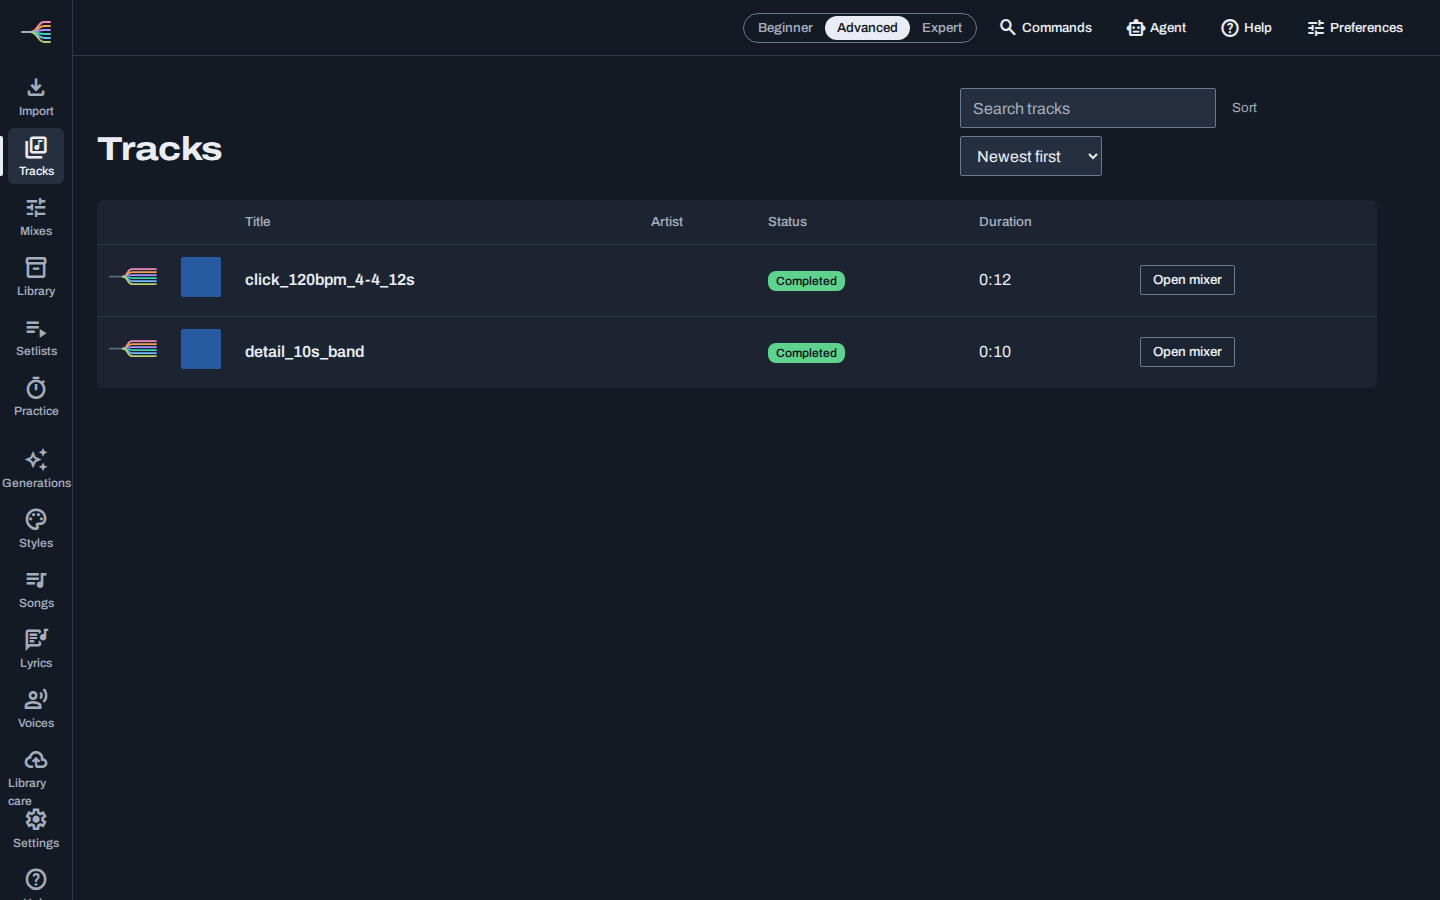 Beginner Advanced Expert Commands Agent Help Preferences
Import
Tracks
Mixes
Library
Setlists
Practice
Generations
Styles
Songs
Lyrics
Voices
Library
care
Settings
Tracks
Search tracks Sort
Newest first
Title Artist Status Duration
click_120bpm_4-4_12s Completed 0:12 Open mixer
detail_10s_band Completed 0:10 Open mixer